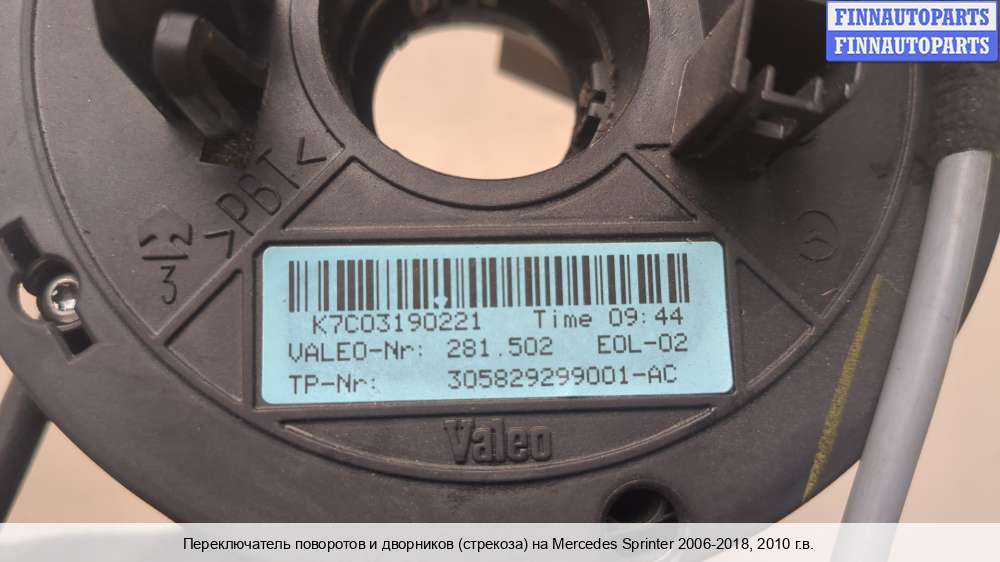 FINNAUTOPARTS
FINNAUTOPARTS
>PBT<
3
K7C03190221 Time 09:44
VALEO-Nr: 281.502 EOL-02
TP-Nr: 305829299001-AC
Valeo
Переключатель поворотов и дворников (стрекоза) на Mercedes Sprinter 2006-2018, 2010 г.в.